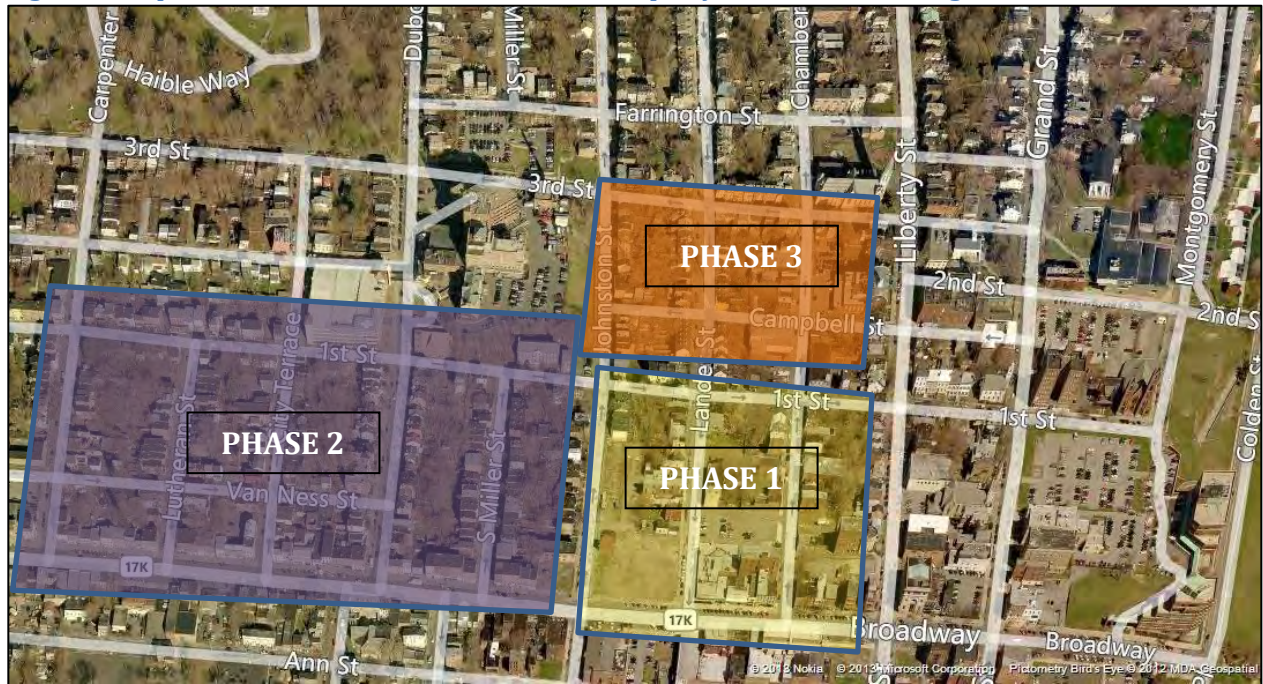 Carpenter
Haible Way
Dubo
Miller St
Chamber
Farrington St
Grand St
Montgomery St
3rd St
3rd St
Liberty St
PHASE 3
Johnston St
2nd St
2nd S
Campbell St
Lander St
1st St
1st St
1st St
Colden St
Lutheran St
ity Terrace
PHASE 2
PHASE 1
Van Ness St
S Miller St
17K
17K
Broadway
Broadway
Ann St
© 2013 Nokia © 2013 Microsoft Corporation Pictometry Bird's Eye © 2012 MDA Geospatial